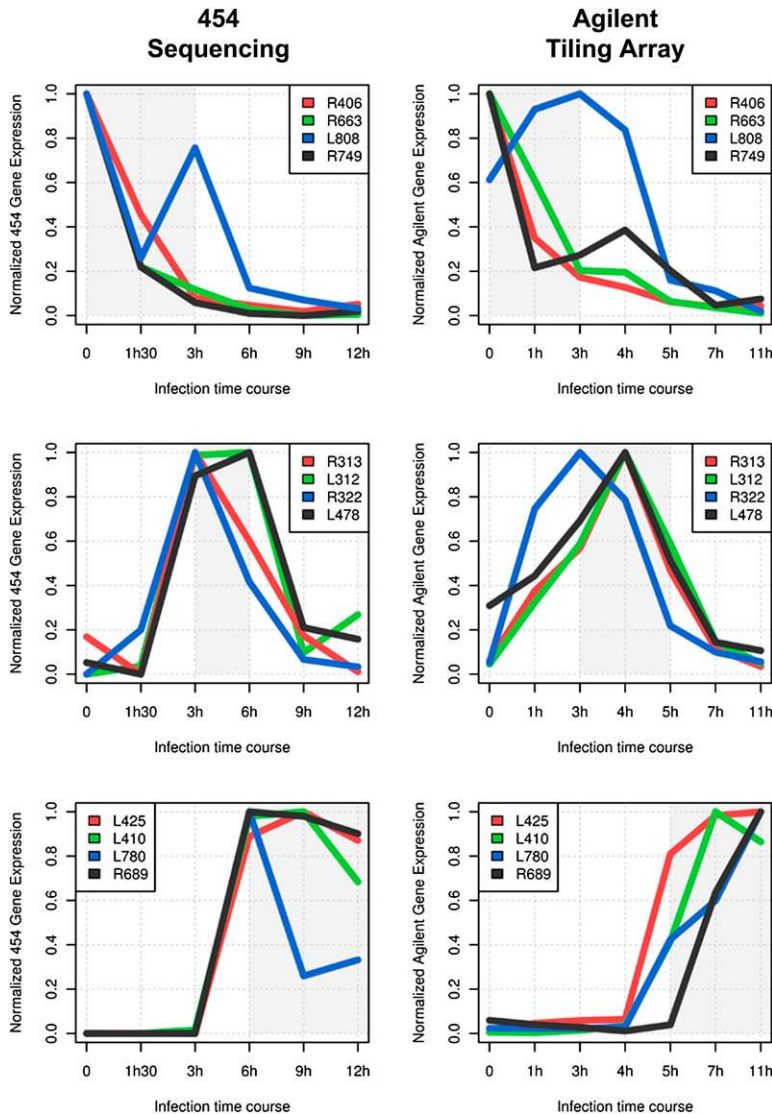 454
Sequencing
Agilent
Tiling Array
Normalized 454 Gene Expression
1.0
0.8
0.6
0.4
0.2
0.0
R406
R663
L808
R749
0 1h30 3h 6h 9h 12h
Infection time course
Normalized Agilent Gene Expression
1.0
0.8
0.6
0.4
0.2
0.0
R406
R663
L808
R749
0 1h 3h 4h 5h 7h 11h
Infection time course
Normalized 454 Gene Expression
1.0
0.8
0.6
0.4
0.2
0.0
R313
L312
R322
L478
0 1h30 3h 6h 9h 12h
Infection time course
Normalized Agilent Gene Expression
1.0
0.8
0.6
0.4
0.2
0.0
R313
L312
R322
L478
0 1h 3h 4h 5h 7h 11h
Infection time course
Normalized 454 Gene Expression
1.0
0.8
0.6
0.4
0.2
0.0
L425
L410
L780
R689
0 1h30 3h 6h 9h 12h
Infection time course
Normalized Agilent Gene Expression
1.0
0.8
0.6
0.4
0.2
0.0
L425
L410
L780
R689
0 1h 3h 4h 5h 7h 11h
Infection time course